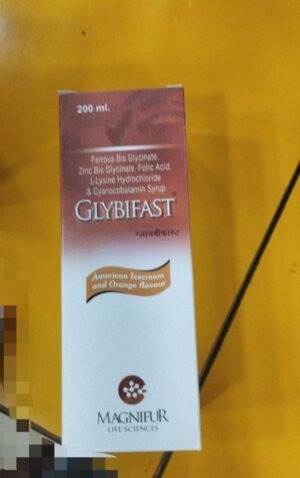 200 ml.
Ferrous Bis Glycinate,
Zinc Bis Glycinate, Folic Acid,
L-Lysine Hydrochloride
& Cyanocobalamin Syrup
GLYBIFAST
ग्लायबीफास्ट
American Icecream
and Orange flavour
MAGNIFUR
LIFE SCIENCES